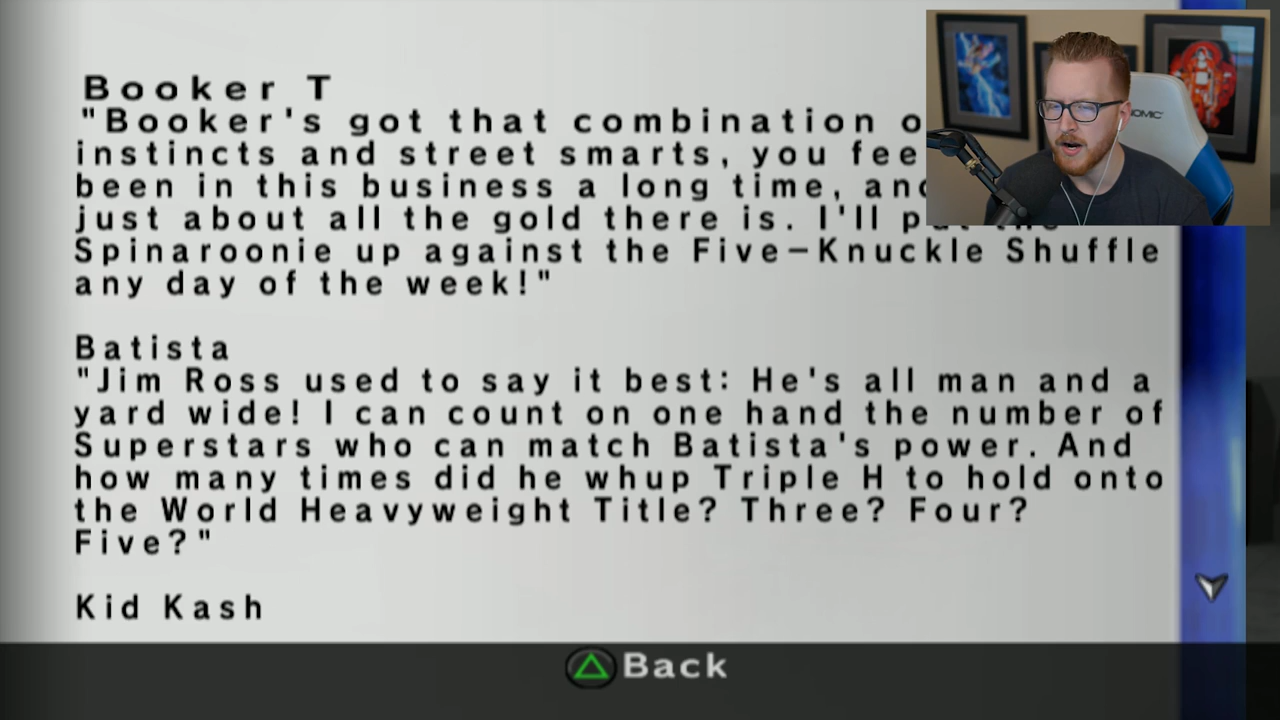 Booker T
"Booker's got that combination
instincts and street smarts, you
been in this business a long time,
just about all the gold there is. I'll
Spinaroonie up against the Five-Knuckle Shuffle
any day of the week!"
Batista
"Jim Ross used to say it best: He's all man and a
yard wide! I can count on one hand the number of
Superstars who can match Batista's power. And
how many times did he whup Triple H to hold onto
the World Heavyweight Title? Three? Four?
Five?"
Kid Kash
Back